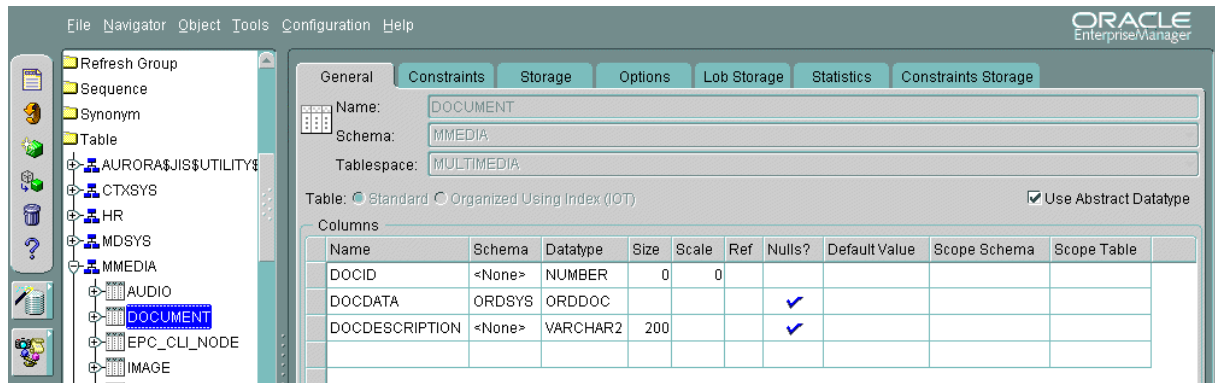 File Navigator Object Tools Configuration Help
ORACLE
EnterpriseManager
Refresh Group
Sequence
Synonym
Table
AURORA$JIS$UTILITY$
CTXSYS
HR
MDSYS
MMEDIA
AUDIO
DOCUMENT
EPC_CLI_NODE
IMAGE
General Constraints Storage Options Lob Storage Statistics Constraints Storage
Name: DOCUMENT
Schema: MMEDIA
Tablespace: MULTIMEDIA
Table: Standard Organized Using Index (IOT) Use Abstract Datatype
Columns
Name Schema Datatype Size Scale Ref Nulls? Default Value Scope Schema Scope Table
DOCID <None> NUMBER 0 0
DOCDATA ORDSYS ORDDOC
DOCDESCRIPTION <None> VARCHAR2 200